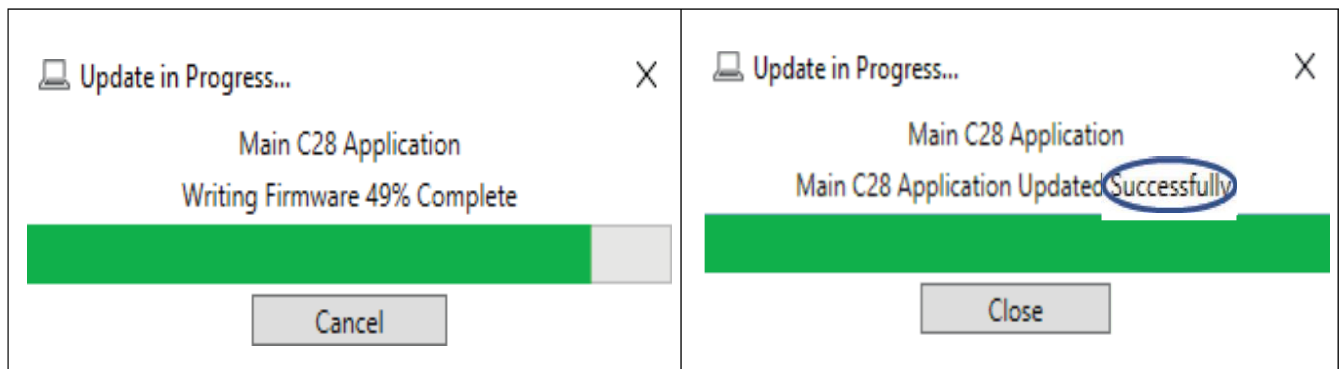 Update in Progress...
X
Main C28 Application
Writing Firmware 49% Complete
Cancel
Update in Progress...
X
Main C28 Application
Main C28 Application Updated Successfully
Close